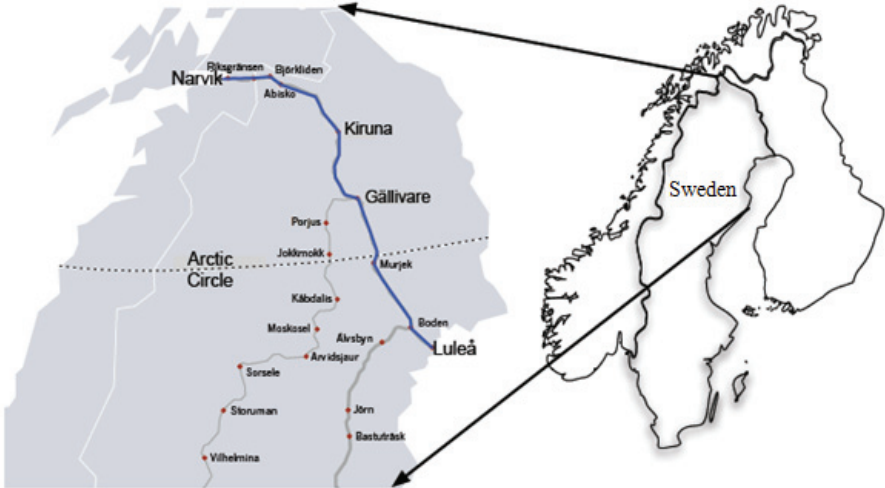 Riksgränsen
Björkliden
Narvik
Abisko
Kiruna
Gällivare
Porjus
Jokkmokk
Arctic
Circle
Murjek
Kåbdalis
Moskosel
Älvsbyn
Boden
Luleå
Arvidsjaur
Sorsele
Storuman
Jörn
Bastuträsk
Vilhelmina
Sweden